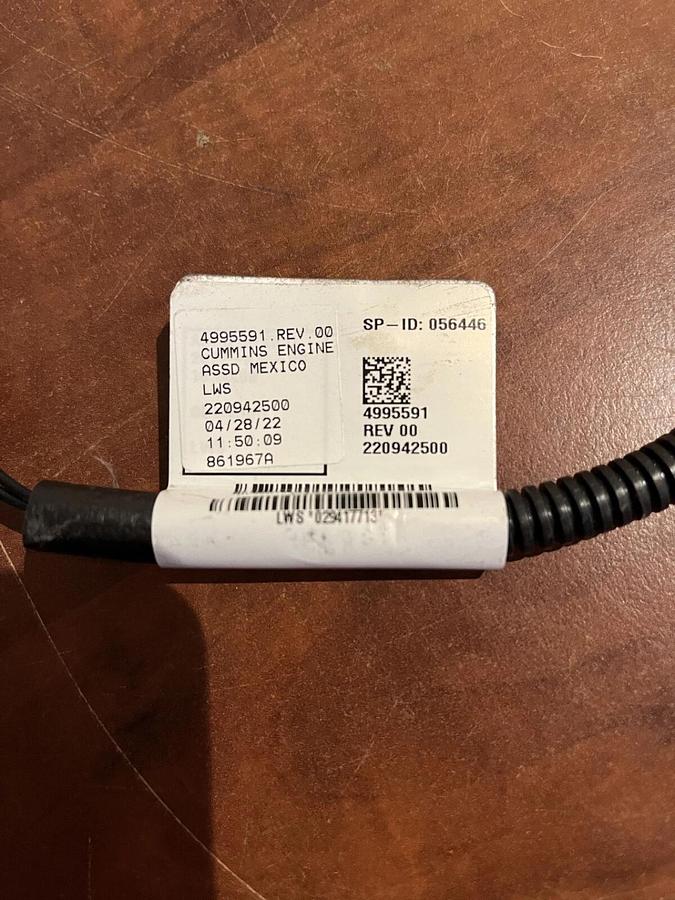 4995591.REV.00
CUMMINS ENGINE
ASSD MEXICO
LWS
220942500
04/28/22
11:50:09
861967A
SP-ID: 056446
4995591
REV 00
220942500
LWS *029417713*